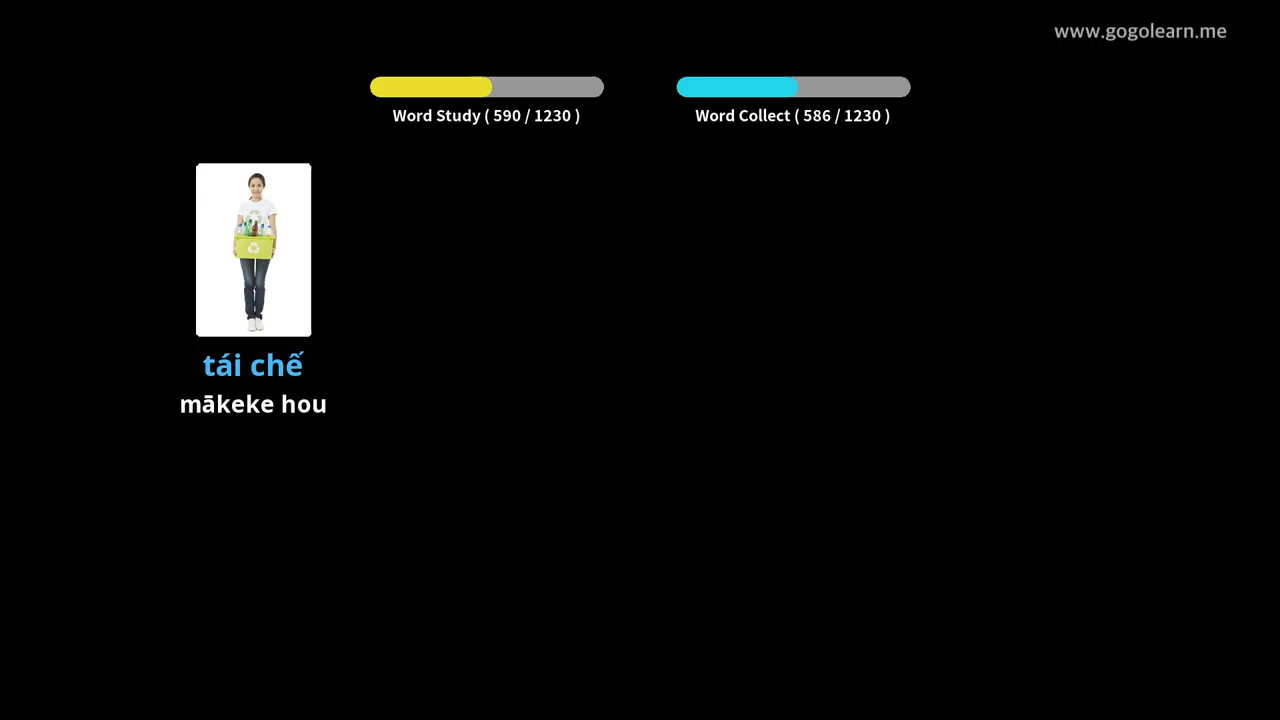 www.gogolearn.me
Word Study ( 590 / 1230 )
Word Collect ( 586 / 1230 )
tái chế
mākeke hou